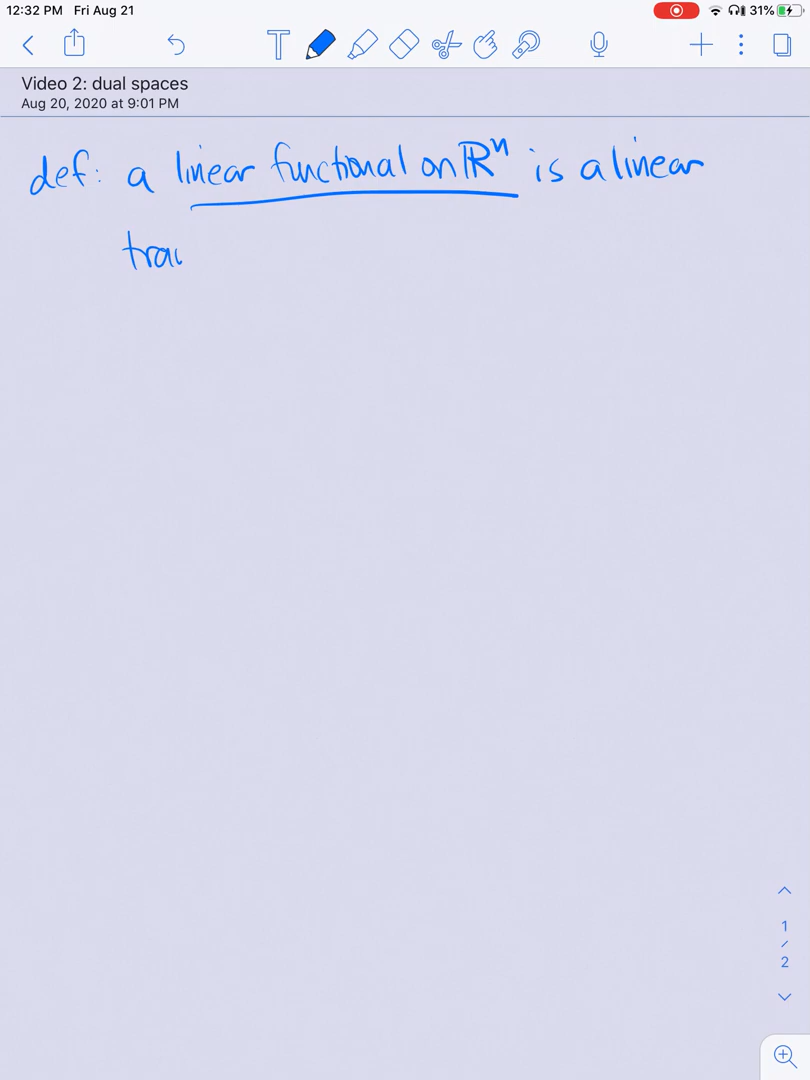 12:32 PM Fri Aug 21 31%
T
Video 2: dual spaces
Aug 20, 2020 at 9:01 PM
def: a linear functional on ℝⁿ is a linear
tran
1
/
2